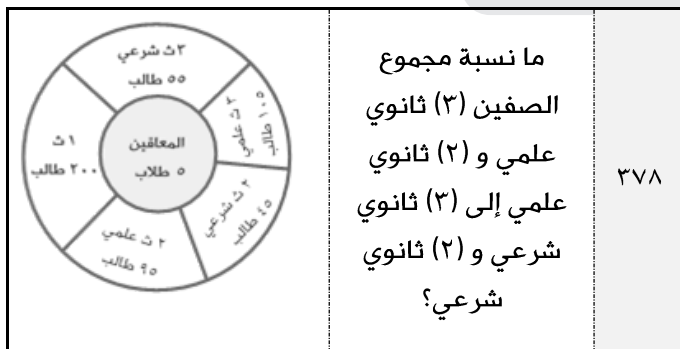 ٣٧٨
ما نسبة مجموع
الصفين (٣) ثانوي
علمي و (٢) ثانوي
علمي إلى (٣) ثانوي
شرعي و (٢) ثانوي
شرعي؟
٣ ث شرعي
٥٥ طالب
٣ ث علمي
١٠٥ طالب
٢ ث شرعي
٤٥ طالب
٢ ث علمي
٩٥ طالب
١ ث
٢٠٠ طالب
المعاقين
٥ طلاب